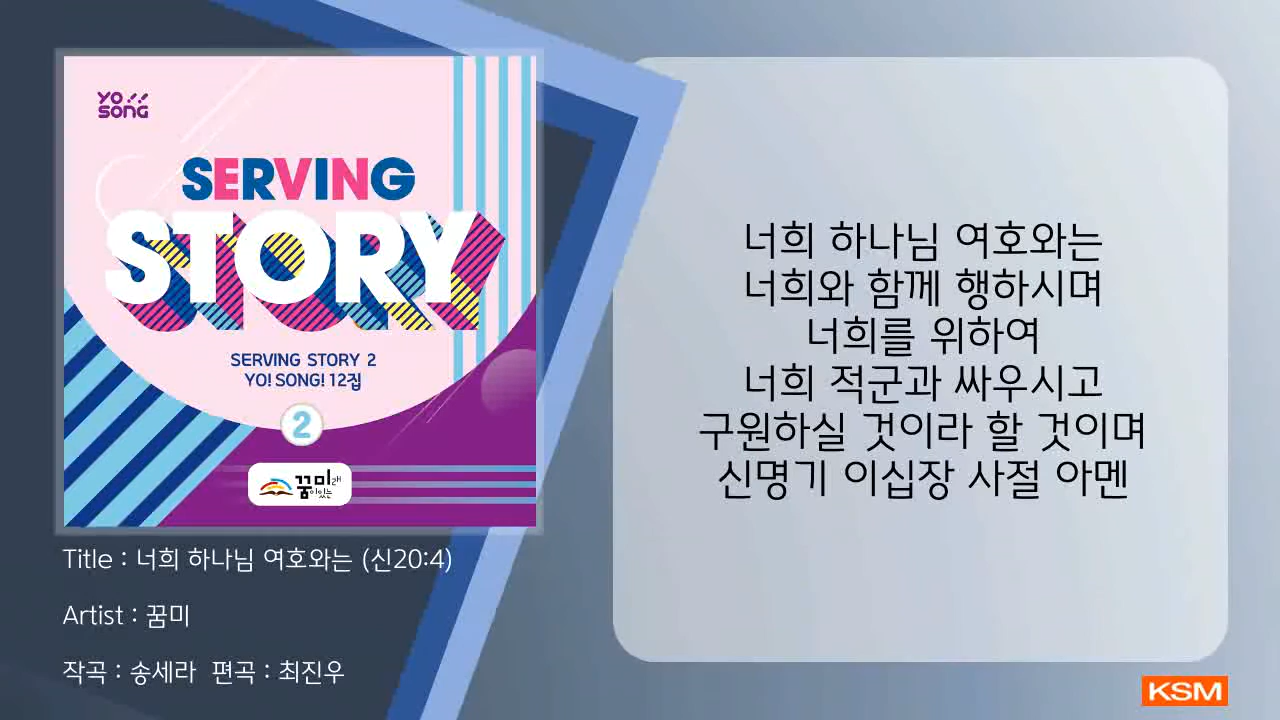 YO!!
SONG
SERVING
STORY
SERVING STORY 2
YO! SONG! 12집
2
꿈미래
이있는
Title : 너희 하나님 여호와는 (신20:4)
Artist : 꿈미
작곡 : 송세라 편곡 : 최진우
너희 하나님 여호와는
너희와 함께 행하시며
너희를 위하여
너희 적군과 싸우시고
구원하실 것이라 할 것이며
신명기 이십장 사절 아멘
KSM